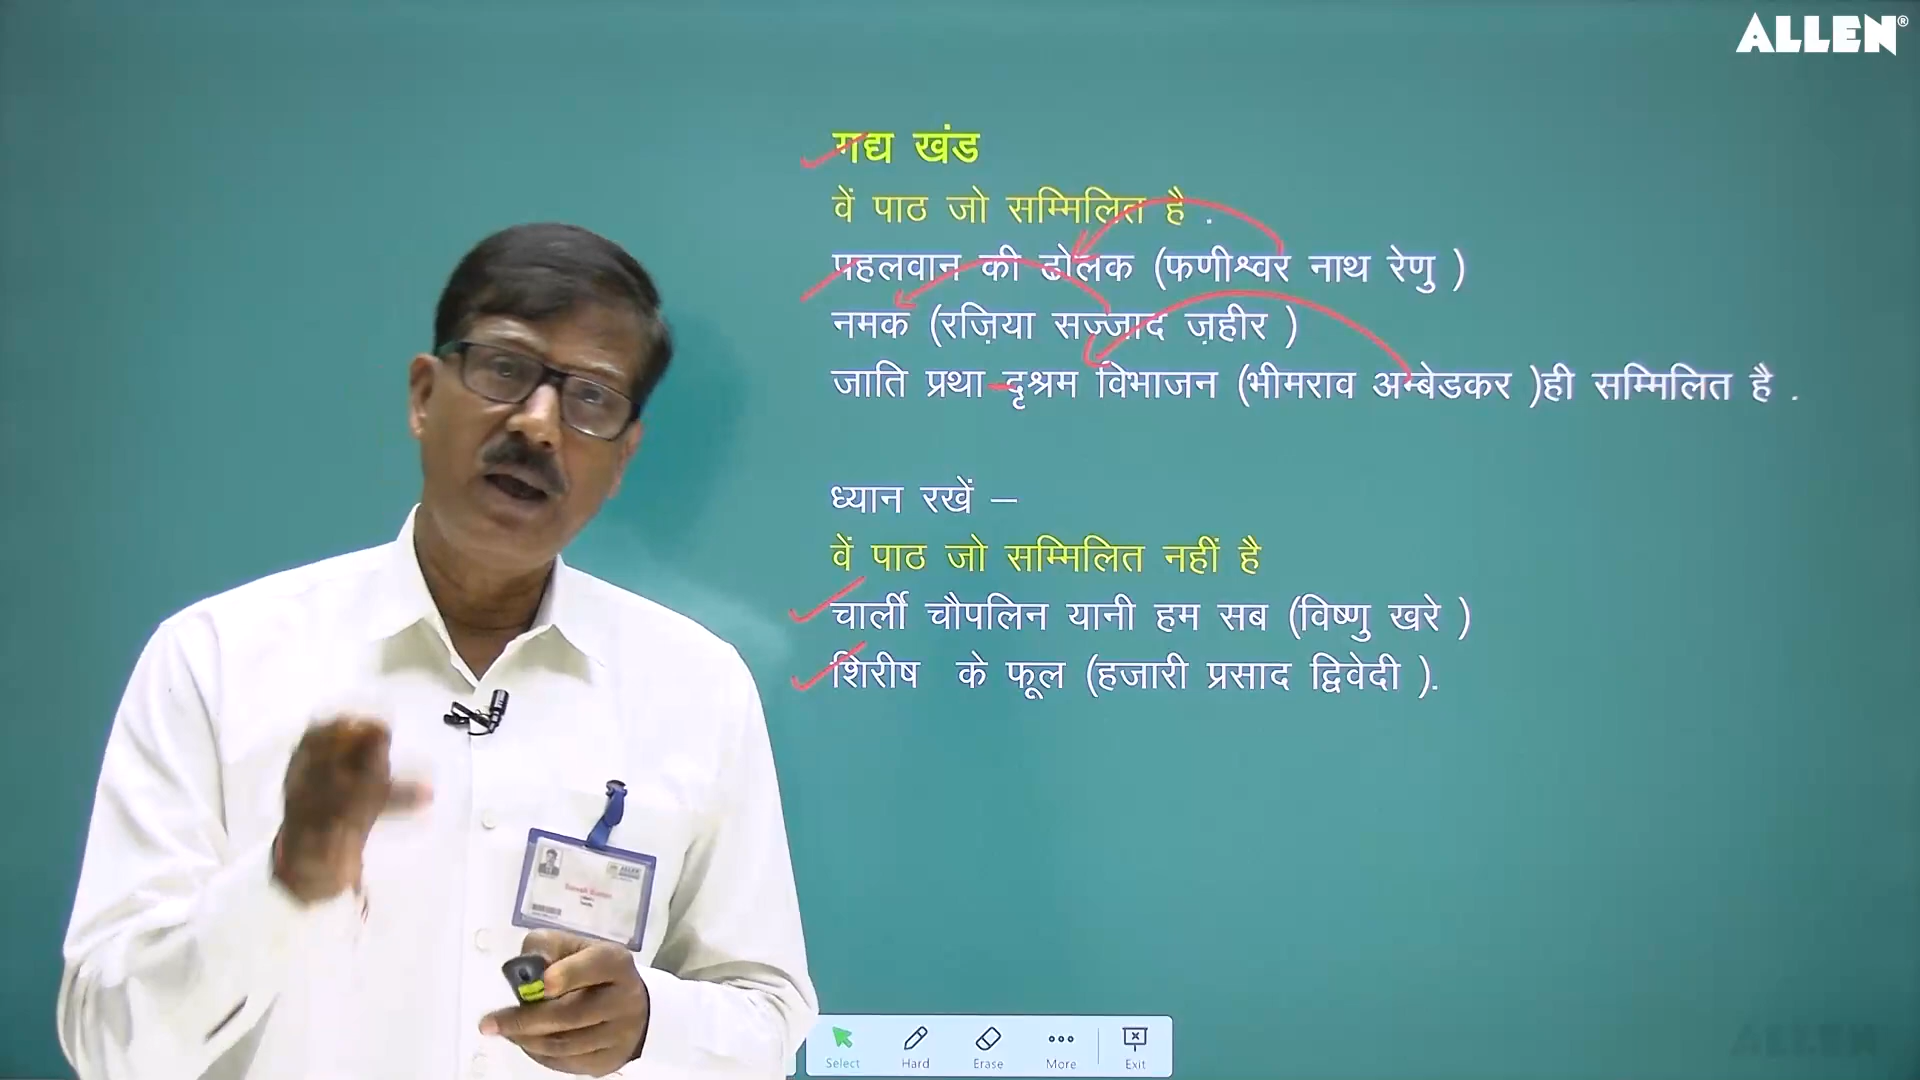 ALLEN®
गद्य खंड
वें पाठ जो सम्मिलित है .
पहलवान की ढोलक (फणीश्वर नाथ रेणु )
नमक (रज़िया सज्जाद ज़हीर )
जाति प्रथा दृश्रम विभाजन (भीमराव अम्बेडकर )ही सम्मिलित है .
ध्यान रखें –
वें पाठ जो सम्मिलित नहीं है
चार्ली चौपलिन यानी हम सब (विष्णु खरे )
शिरीष के फूल (हजारी प्रसाद द्विवेदी ).
Select Hard Erase More Exit
ALLEN